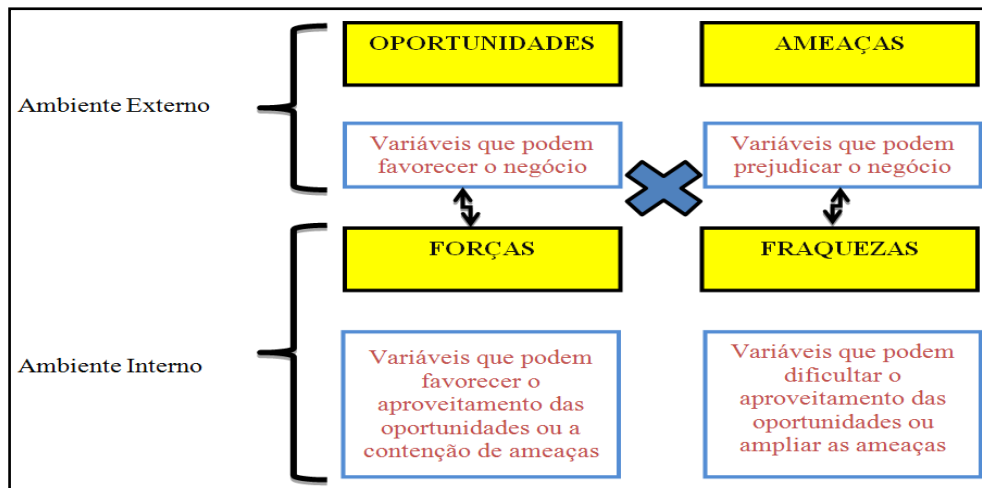 OPORTUNIDADES
AMEAÇAS
Ambiente Externo
Variáveis que podem
favorecer o negócio
Variáveis que podem
prejudicar o negócio
FORÇAS
FRAQUEZAS
Ambiente Interno
Variáveis que podem
favorecer o
aproveitamento das
oportunidades ou a
contenção de ameaças
Variáveis que podem
dificultar o
aproveitamento das
oportunidades ou
ampliar as ameaças